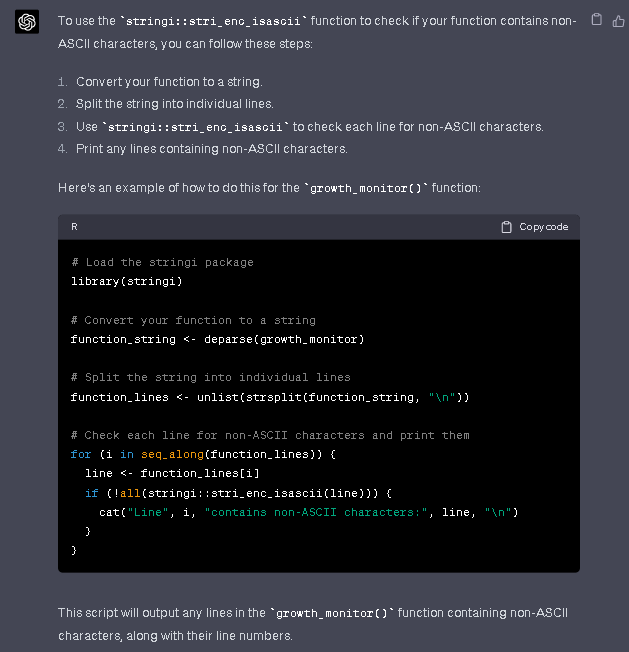 To use the `stringi::stri_enc_isascii` function to check if your function contains non-
ASCII characters, you can follow these steps:
1. Convert your function to a string.
2. Split the string into individual lines.
3. Use `stringi::stri_enc_isascii` to check each line for non-ASCII characters.
4. Print any lines containing non-ASCII characters.
Here's an example of how to do this for the `growth_monitor()` function:
R Copy code
# Load the stringi package
library(stringi)
# Convert your function to a string
function_string <- deparse(growth_monitor)
# Split the string into individual lines
function_lines <- unlist(strsplit(function_string, "\n"))
# Check each line for non-ASCII characters and print them
for (i in seq_along(function_lines)) {
  line <- function_lines[i]
  if (!all(stringi::stri_enc_isascii(line))) {
    cat("Line", i, "contains non-ASCII characters:", line, "\n")
  }
}
This script will output any lines in the `growth_monitor()` function containing non-ASCII
characters, along with their line numbers.